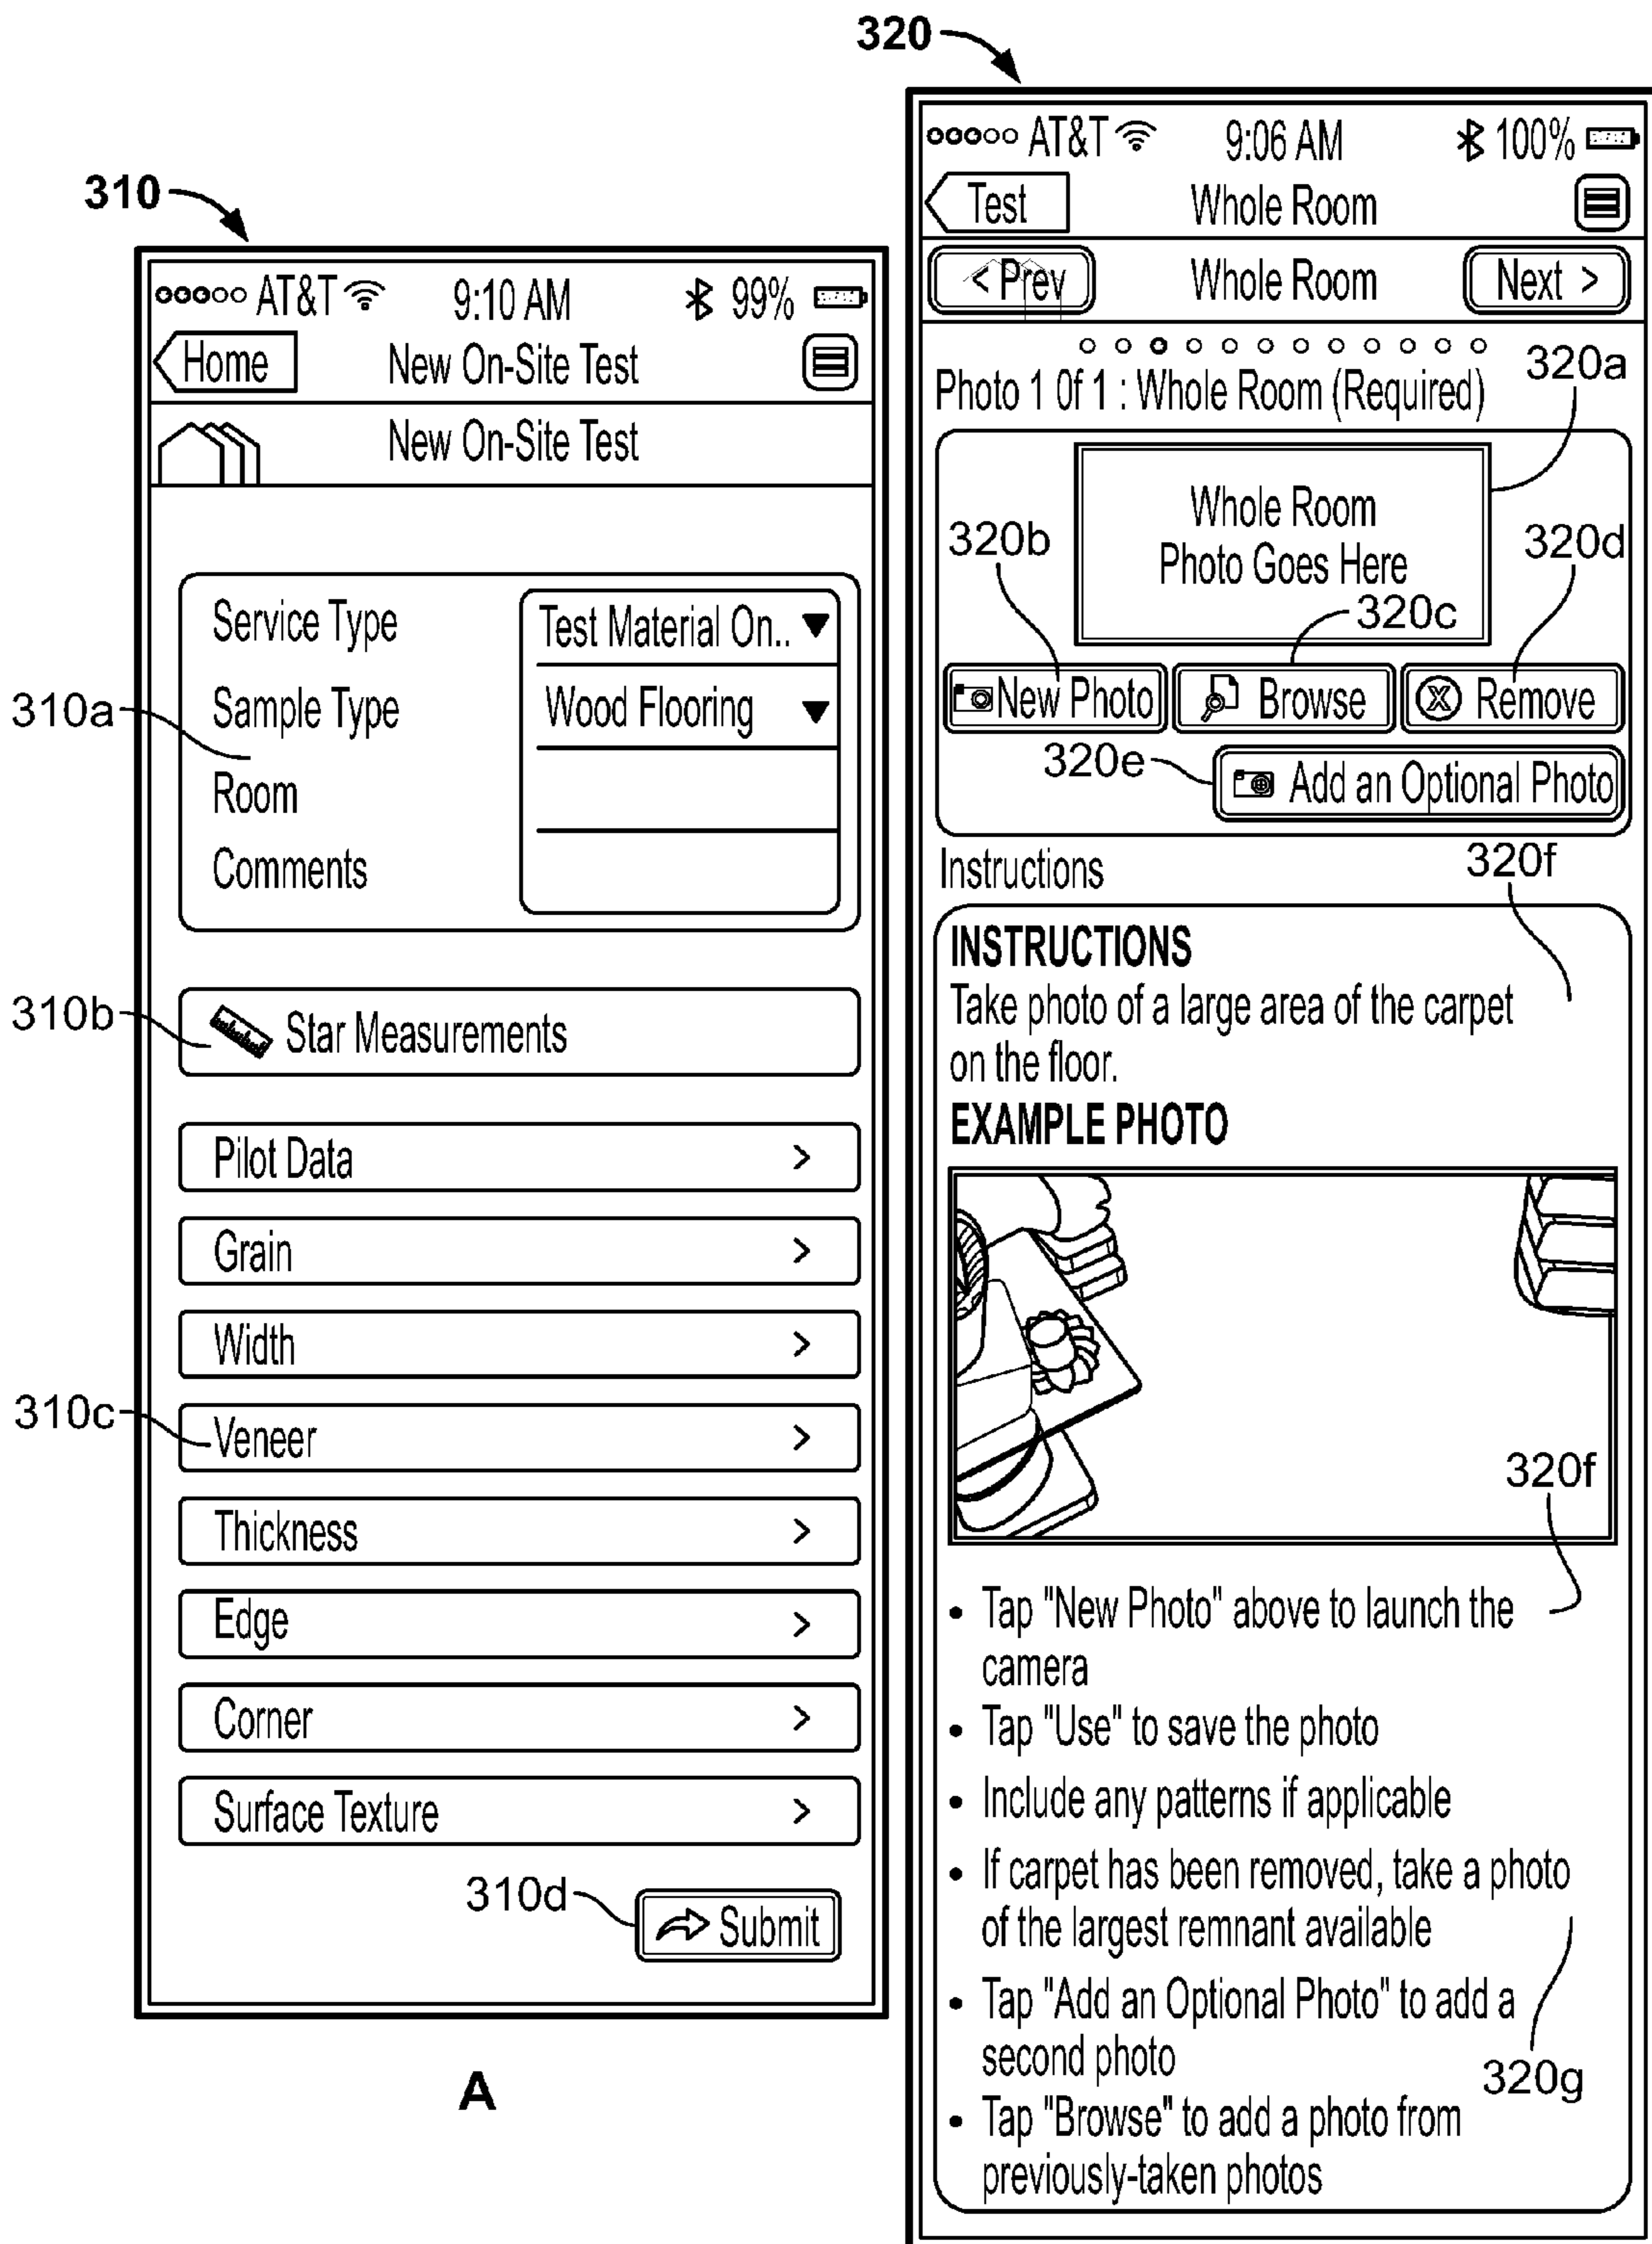 310
AT&T 9:10 AM 99%
Home New On-Site Test
New On-Site Test
Service Type Test Material On..
Sample Type Wood Flooring
310a
Room
Comments
310b
Star Measurements
Pilot Data >
Grain >
Width >
310c
Veneer >
Thickness >
Edge >
Corner >
Surface Texture >
310d
Submit
A
320
AT&T 9:06 AM 100%
Test Whole Room
< Prev Whole Room Next >
320a
Photo 1 Of 1 : Whole Room (Required)
Whole Room
Photo Goes Here
320b
320c
320d
New Photo Browse Remove
320e
Add an Optional Photo
Instructions
320f
INSTRUCTIONS
Take photo of a large area of the carpet
on the floor.
EXAMPLE PHOTO
320f
• Tap "New Photo" above to launch the
camera
• Tap "Use" to save the photo
• Include any patterns if applicable
• If carpet has been removed, take a photo
of the largest remnant available
• Tap "Add an Optional Photo" to add a
second photo
320g
• Tap "Browse" to add a photo from
previously-taken photos